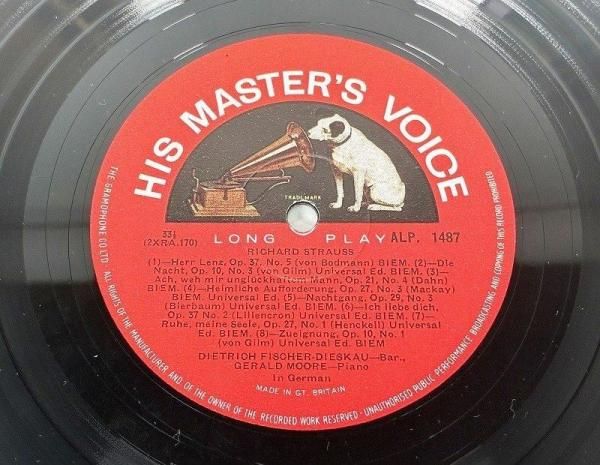 HIS MASTER'S VOICE
TRADE MARK
33⅓
(2XRA.170)
LONG PLAY
ALP. 1487
RICHARD STRAUSS
(1)—Herr Lenz, Op. 37, No. 5 (von Bodmann) BIEM. (2)—Die
Nacht, Op. 10, No. 3 (von Gilm) Universal Ed. BIEM. (3)—
Ach, weh mir unglückhaftem Mann, Op. 21, No. 4 (Dahn)
BIEM. (4)—Heimliche Aufforderung, Op. 27, No. 3 (Mackay)
BIEM. Universal Ed. (5)—Nachtgang, Op. 29, No. 3
(Bierbaum) Universal Ed. BIEM. (6)—Ich liebe dich,
Op. 37 No. 2 (Lillencron) Universal Ed. BIEM. (7)—
Ruhe, meine Seele, Op. 27, No. 1 (Henckell) Universal
Ed. BIEM. (8)—Zueignung, Op. 10, No. 1
(von Gilm) Universal Ed. BIEM
DIETRICH FISCHER-DIESKAU—Bar.,
GERALD MOORE—Piano
In German
MADE IN GT. BRITAIN
THE GRAMOPHONE CO. LTD. ALL RIGHTS OF THE MANUFACTURER AND OF THE OWNER OF THE RECORDED WORK RESERVED - UNAUTHORISED PUBLIC PERFORMANCE BROADCASTING AND COPYING OF THIS RECORD PROHIBITED